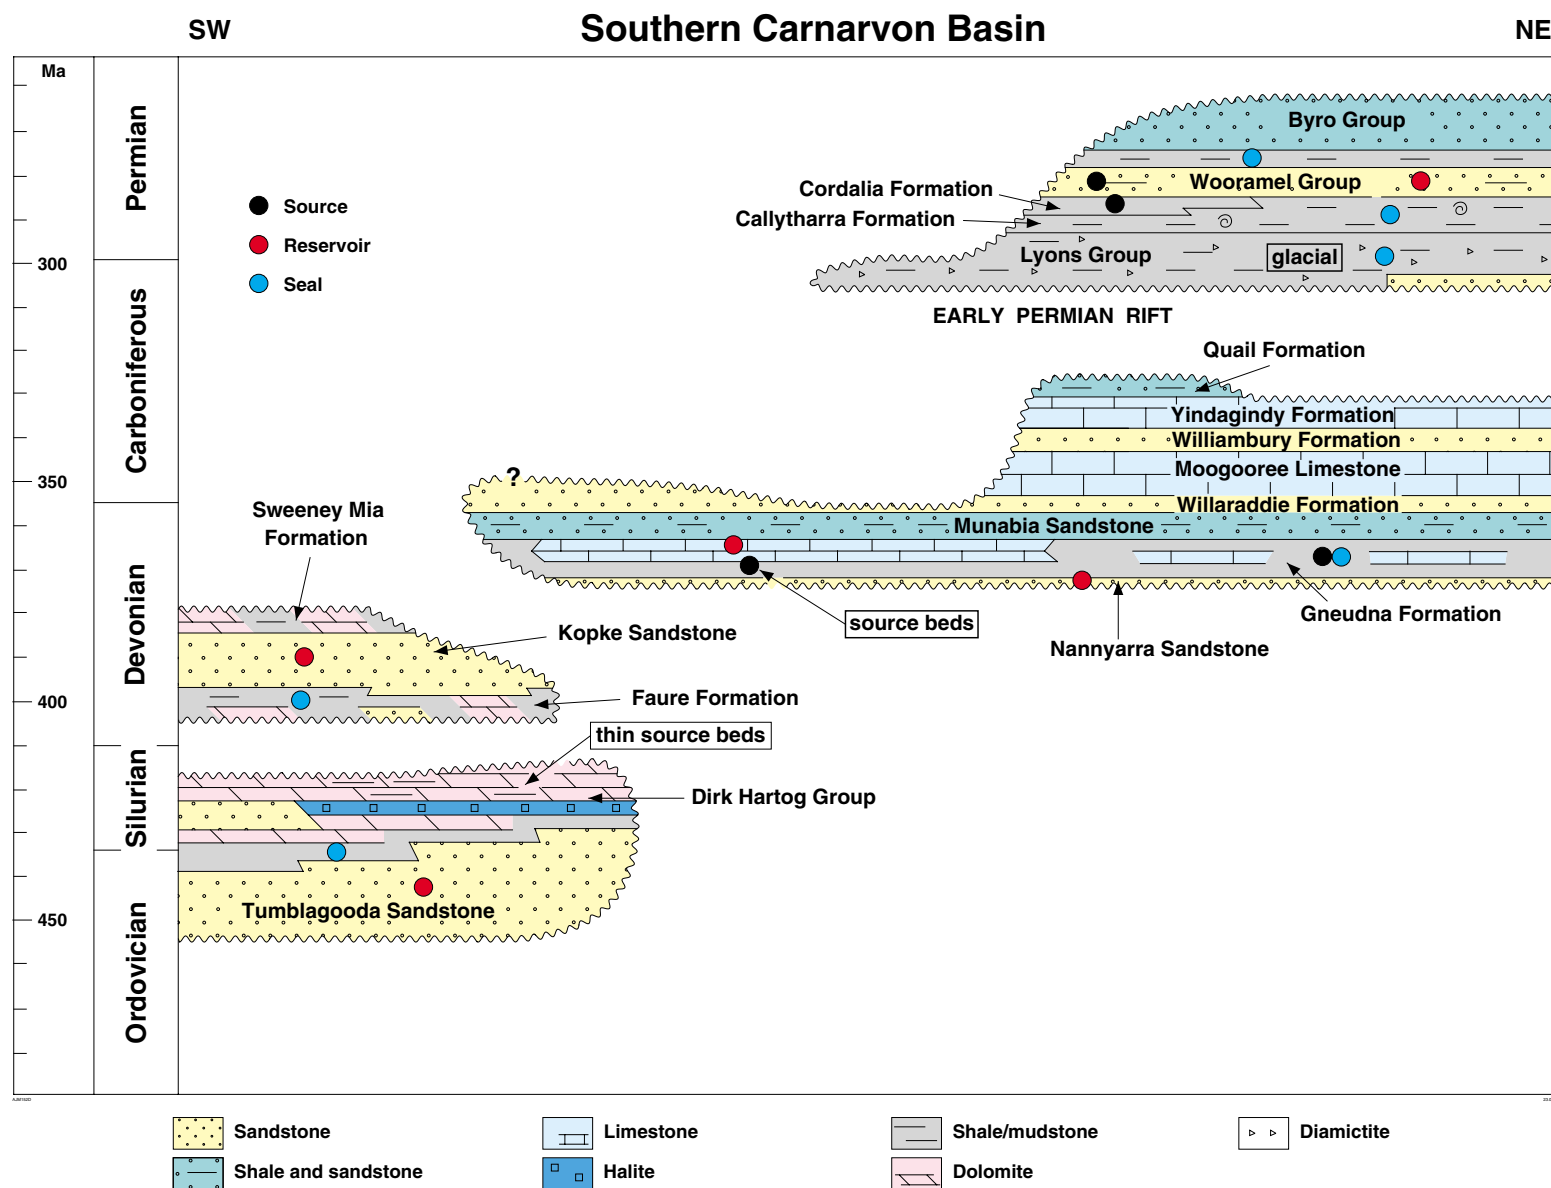 SW
Southern Carnarvon Basin
NE
Ma
Permian
Byro Group
Wooramel Group
Cordalia Formation
Callytharra Formation
Source
Reservoir
Seal
Lyons Group
glacial
300
EARLY PERMIAN RIFT
Carboniferous
Quail Formation
Yindagindy Formation
Williambury Formation
Moogooree Limestone
?
350
Willaraddie Formation
Sweeney Mia
Formation
Munabia Sandstone
Devonian
source beds
Gneudna Formation
Kopke Sandstone
Nannyarra Sandstone
400
Faure Formation
thin source beds
Silurian
Dirk Hartog Group
Tumblagooda Sandstone
450
Ordovician
Sandstone
Limestone
Shale/mudstone
Diamictite
Shale and sandstone
Halite
Dolomite